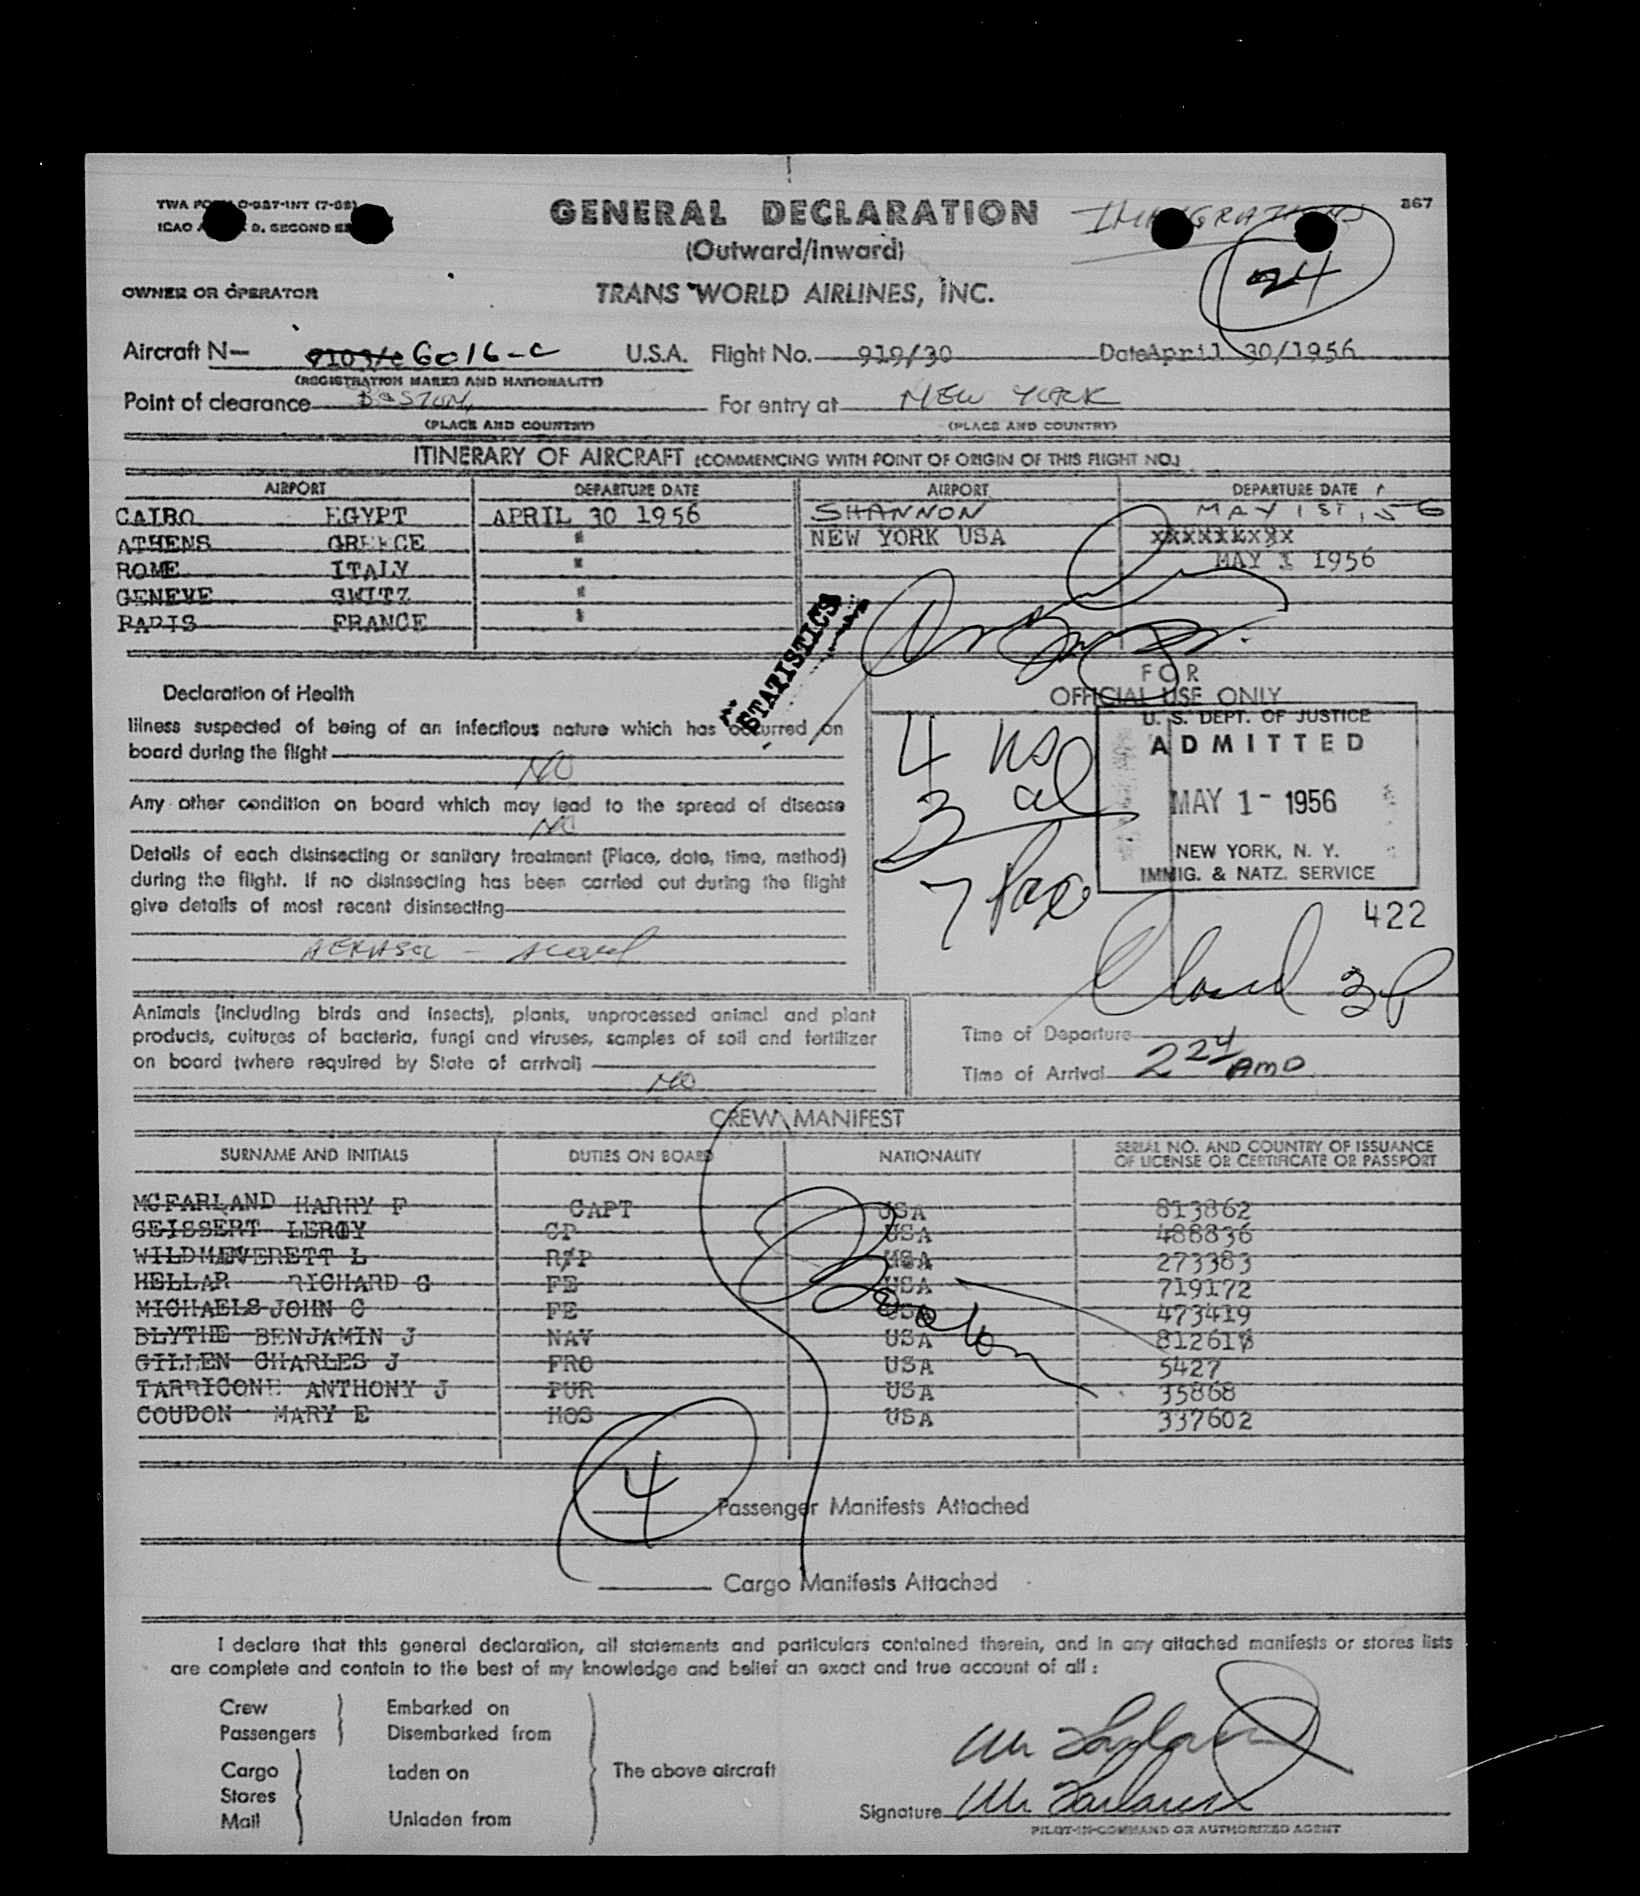 GENERAL DECLARATION
IMMIGRATION
867
(Outward/Inward)
24
OWNER OR OPERATOR
TRANS WORLD AIRLINES, INC.
Aircraft N— 6016-C U.S.A. Flight No. 919/30 Date April 30/1956
(REGISTRATION MARKS AND NATIONALITY)
Point of clearance BOSTON, For entry at NEW YORK
(PLACE AND COUNTRY) (PLACE AND COUNTRY)
ITINERARY OF AIRCRAFT (COMMENCING WITH POINT OF ORIGIN OF THIS FLIGHT NO.)
AIRPORT DEPARTURE DATE AIRPORT DEPARTURE DATE
CAIRO EGYPT APRIL 30 1956 SHANNON MAY 1ST, 56
ATHENS GREECE " NEW YORK USA xxxxxxxxx
ROME ITALY " MAY 1 1956
GENEVE SWITZ "
PARIS FRANCE "
STATISTICS
FOR
OFFICIAL USE ONLY
Declaration of Health
Illness suspected of being of an infectious nature which has occurred on
board during the flight
NO
Any other condition on board which may lead to the spread of disease
NO
Details of each disinsecting or sanitary treatment (Place, date, time, method)
during the flight. If no disinsecting has been carried out during the flight
give details of most recent disinsecting
AEROSOL -
4 USC
3 al
7 Pax
U. S. DEPT. OF JUSTICE
ADMITTED
MAY 1 - 1956
NEW YORK, N. Y.
IMMIG. & NATZ. SERVICE
422
Animals (including birds and insects), plants, unprocessed animal and plant
products, cultures of bacteria, fungi and viruses, samples of soil and fertilizer
on board (where required by State of arrival)
NO
Time of Departure
Time of Arrival 2 24
CREW MANIFEST
SURNAME AND INITIALS DUTIES ON BOARD NATIONALITY SERIAL NO. AND COUNTRY OF ISSUANCE
OF LICENSE OR CERTIFICATE OR PASSPORT
MCFARLAND HARRY F CAPT USA 813862
GEISSERT LEROY CP USA 488836
WILDM EVERETT L R/P USA 273383
HELLAR RICHARD G FE USA 719172
MICHAELS JOHN C FE USA 473419
BLYTHE BENJAMIN J NAV USA
GILLEN CHARLES J FRO USA 5427
TARRICONE ANTHONY J PUR USA 35868
COUDON MARY E HOS USA 337602
Boston
4 Passenger Manifests Attached
Cargo Manifests Attached
I declare that this general declaration, all statements and particulars contained therein, and in any attached manifests or stores lists
are complete and contain to the best of my knowledge and belief an exact and true account of all :
Crew Embarked on
Passengers Disembarked from
Cargo Laden on The above aircraft
Stores
Mail Unladen from
Signature
PILOT-IN-COMMAND OR AUTHORIZED AGENT